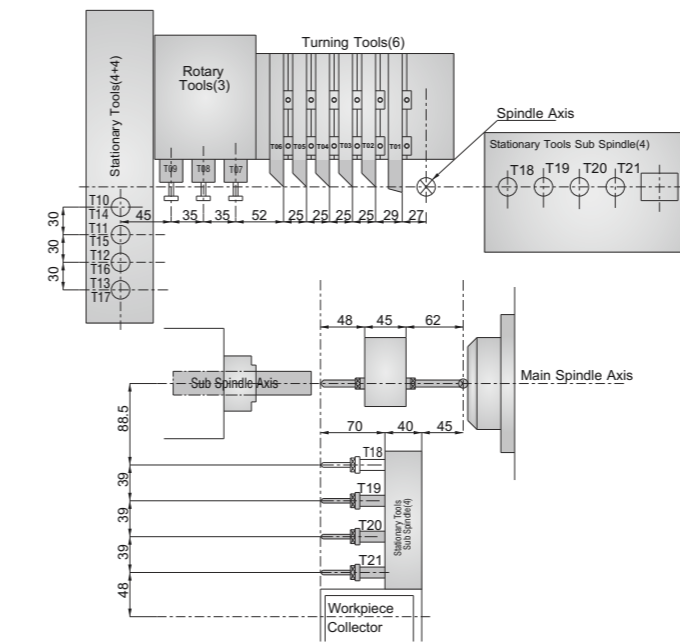 Turning Tools(6)
Stationary Tools(4+4)
Rotary
Tools(3)
Spindle Axis
T06
T05
T04
T03
T02
T01
Stationary Tools Sub Spindle(4)
T09
T08
T07
T18
T19
T20
T21
T10
T14
T11
T15
T12
T16
T13
T17
30
30
30
45
35
35
52
25
25
25
25
29
27
48
45
62
Sub Spindle Axis
Main Spindle Axis
88.5
39
39
39
48
70
40
45
T18
T19
T20
T21
Stationary Tools
Sub Spindle(4)
Workpiece
Collector